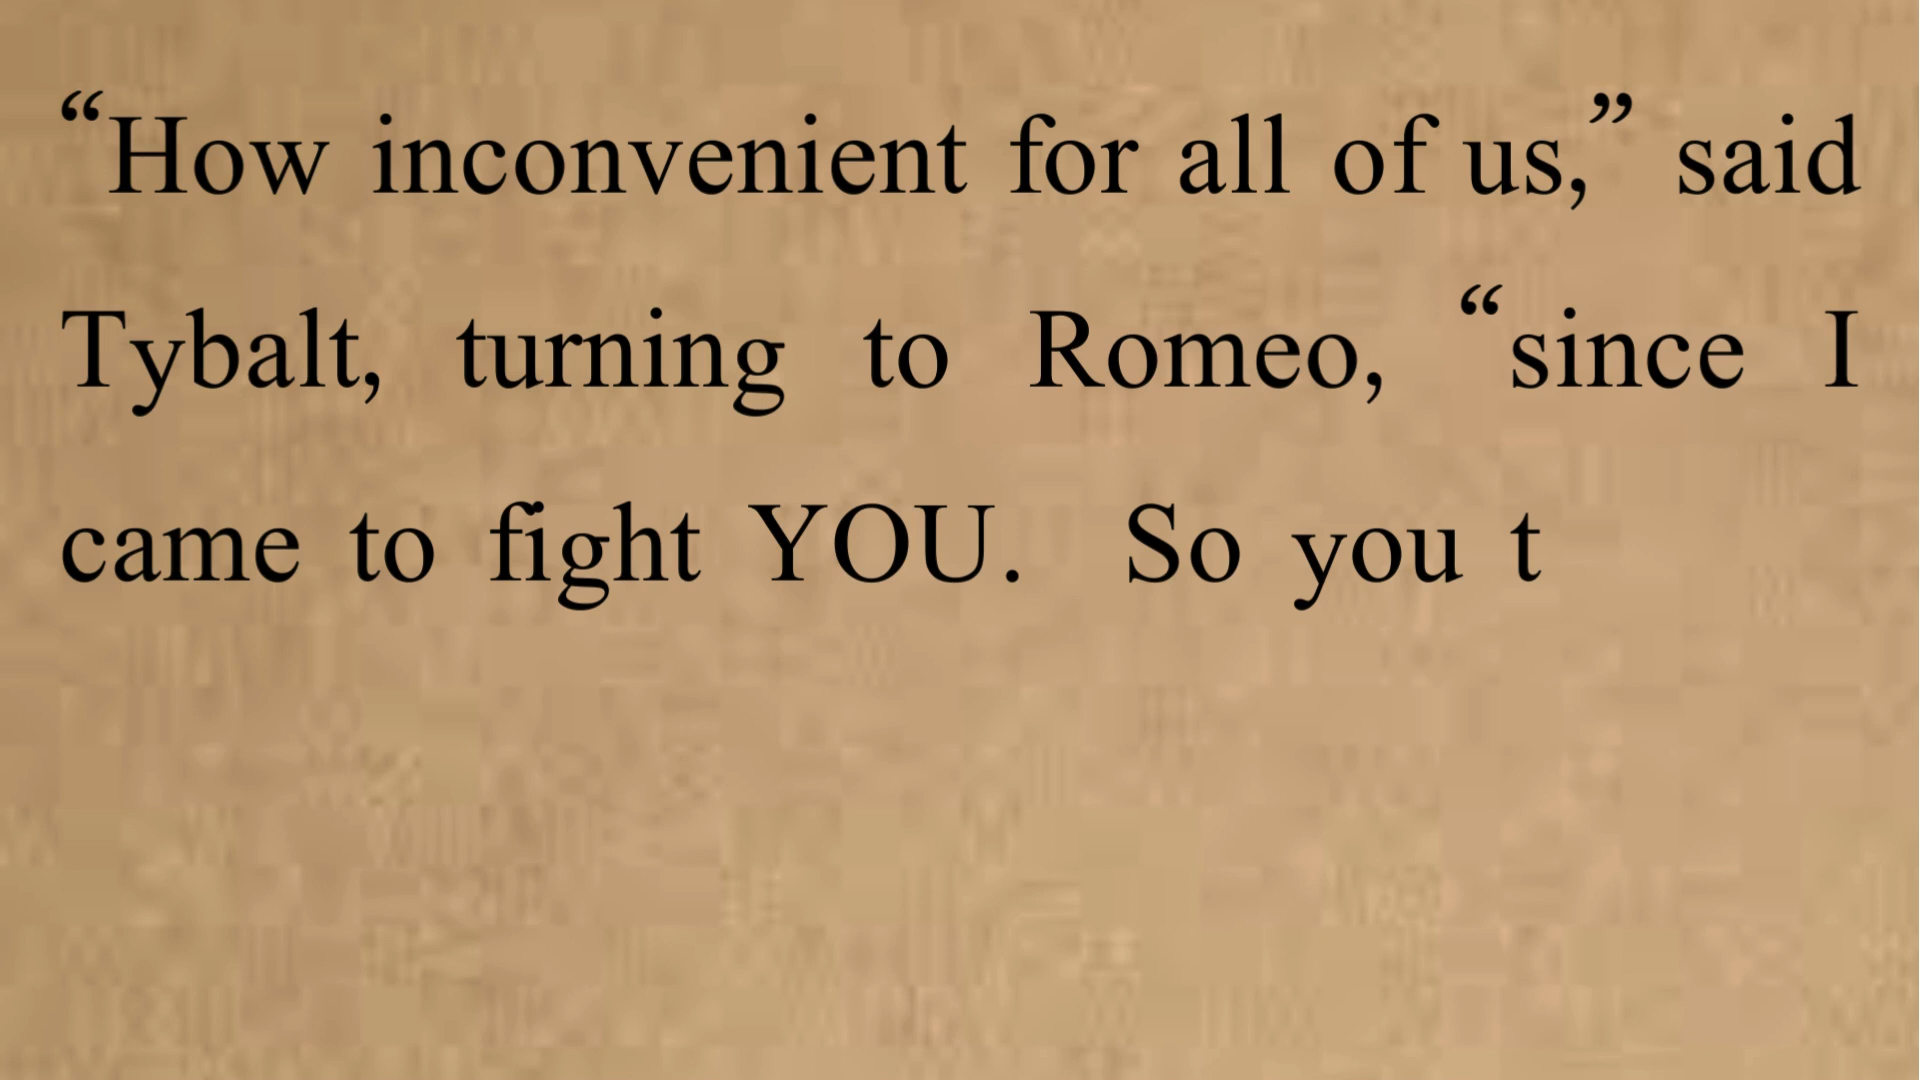 “How inconvenient for all of us,” said
Tybalt, turning to Romeo, “since I
came to fight YOU.  So you t